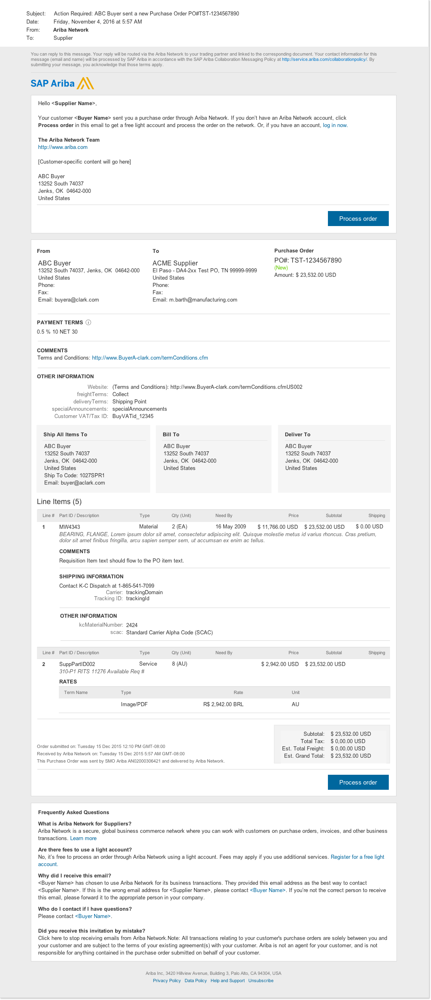 Subject: Action Required: ABC Buyer sent a new Purchase Order PO#TST-1234567890
Date: Friday, November 4, 2016 at 5:57 AM
From: Ariba Network
To: Supplier
You can reply to this message. Your reply will be routed via the Ariba Network to your trading partner and linked to the corresponding document. Your contact information for this
message (email and name) will be processed by SAP Ariba in accordance with the SAP Ariba Collaboration Messaging Policy at http://service.ariba.com/collaborationpolicy/. By
submitting your message, you acknowledge that those terms apply.
SAP Ariba
Hello <Supplier Name>,
Your customer <Buyer Name> sent you a purchase order through Ariba Network. If you don't have an Ariba Network account, click
Process order in this email to get a free light account and process the order on the network. Or, if you have an account, log in now.
The Ariba Network Team
http://www.ariba.com
[Customer-specific content will go here]
ABC Buyer
13252 South 74037
Jenks, OK  04642-000
United States
Process order
From
ABC Buyer
13252 South 74037, Jenks, OK  04642-000
United States
Phone:
Fax:
Email: buyera@clark.com
To
ACME Supplier
El Paso - DA4-2xx Test PO, TN 99999-9999
United States
Phone:
Fax:
Email: m.barth@manufacturing.com
Purchase Order
PO#: TST-1234567890
(New)
Amount: $ 23,532.00 USD
PAYMENT TERMS
0.5 % 10 NET 30
COMMENTS
Terms and Conditions: http://www.BuyerA-clark.com/termConditions.cfm
OTHER INFORMATION
Website: (Terms and Conditions): http://www.BuyerA-clark.com/termConditions.cfmUS002
freightTerms: Collect
deliveryTerms: Shipping Point
specialAnnouncements: specialAnnouncements
Customer VAT/Tax ID: BuyVATid_12345
Ship All Items To
ABC Buyer
13252 South 74037
Jenks, OK  04642-000
United States
Ship To Code: 1027SPR1
Email: buyer@aclark.com
Bill To
ABC Buyer
13252 South 74037
Jenks, OK  04642-000
United States
Deliver To
ABC Buyer
13252 South 74037
Jenks, OK  04642-000
United States
Line Items (5)
Line # Part ID / Description Type Qty (Unit) Need By Price Subtotal Shipping
1 MW4343 Material 2 (EA) 16 May 2009 $ 11,766.00 USD $ 23,532.00 USD $ 0.00 USD
BEARING, FLANGE, Lorem ipsum dolor sit amet, consectetur adipiscing elit. Quisque molestie metus id varius rhoncus. Cras pretium,
dolor sit amet finibus fringilla, arcu sapien semper sem, ut accumsan ex enim ac tellus.
COMMENTS
Requisition Item text should flow to the PO item text.
SHIPPING INFORMATION
Contact K-C Dispatch at 1-865-541-7099
Carrier: trackingDomain
Tracking ID: trackingId
OTHER INFORMATION
kcMaterialNumber: 2424
scac: Standard Carrier Alpha Code (SCAC)
Line # Part ID / Description Type Qty (Unit) Need By Price Subtotal Shipping
2 SuppPartID002 Service 8 (AU) $ 2,942.00 USD $ 23,532.00 USD
310-P1 RITS 11276 Available Req #
RATES
Term Name Type Rate Unit
Image/PDF R$ 2,942.00 BRL AU
Subtotal: $ 23,532.00 USD
Total Tax: $ 0,00.00 USD
Est. Total Freight: $ 0,00.00 USD
Est. Grand Total: $ 23,532.00 USD
Order submitted on: Tuesday 15 Dec 2015 12:10 PM GMT-08:00
Received by Ariba Network on: Tuesday 15 Dec 2015 5:57 AM GMT-08:00
This Purchase Order was sent by SMO Ariba AN02000306421 and delivered by Ariba Network.
Process order
Frequently Asked Questions
What is Ariba Network for Suppliers?
Ariba Network is a secure, global business commerce network where you can work with customers on purchase orders, invoices, and other business
transactions. Learn more
Are there fees to use a light account?
No, it's free to process an order through Ariba Network using a light account. Fees may apply if you use additional services. Register for a free light
account.
Why did I receive this email?
<Buyer Name> has chosen to use Ariba Network for its business transactions. They provided this email address as the best way to contact
<Supplier Name>. If this is the wrong email address for <Supplier Name>, please contact <Buyer Name>. If you're not the correct person to receive
this email, please forward it to the appropriate person in your company.
Who do I contact if I have questions?
Please contact <Buyer Name>.
Did you receive this invitation by mistake?
Click here to stop receiving emails from Ariba Network.Note: All transactions relating to your customer's purchase orders are solely between you and
your customer and are subject to the terms of your existing agreement(s) with your customer. Ariba is not an agent for your customer, and is not
responsible for anything contained in the purchase order submitted on behalf of your customer.
Ariba Inc, 3420 Hillview Avenue, Building 3, Palo Alto, CA 94304, USA
Privacy Policy Data Policy Help and Support Unsubscribe